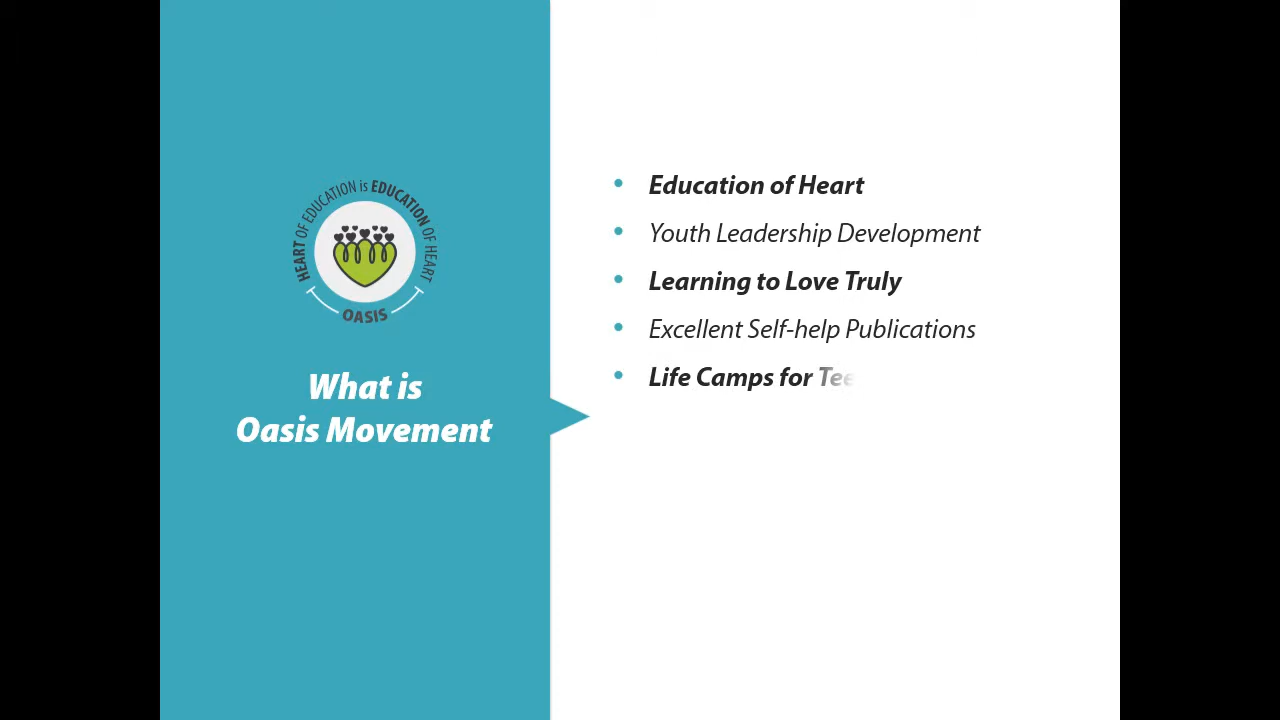 HEART OF EDUCATION is EDUCATION OF HEART
OASIS
What is
Oasis Movement
• Education of Heart
• Youth Leadership Development
• Learning to Love Truly
• Excellent Self-help Publications
• Life Camps for